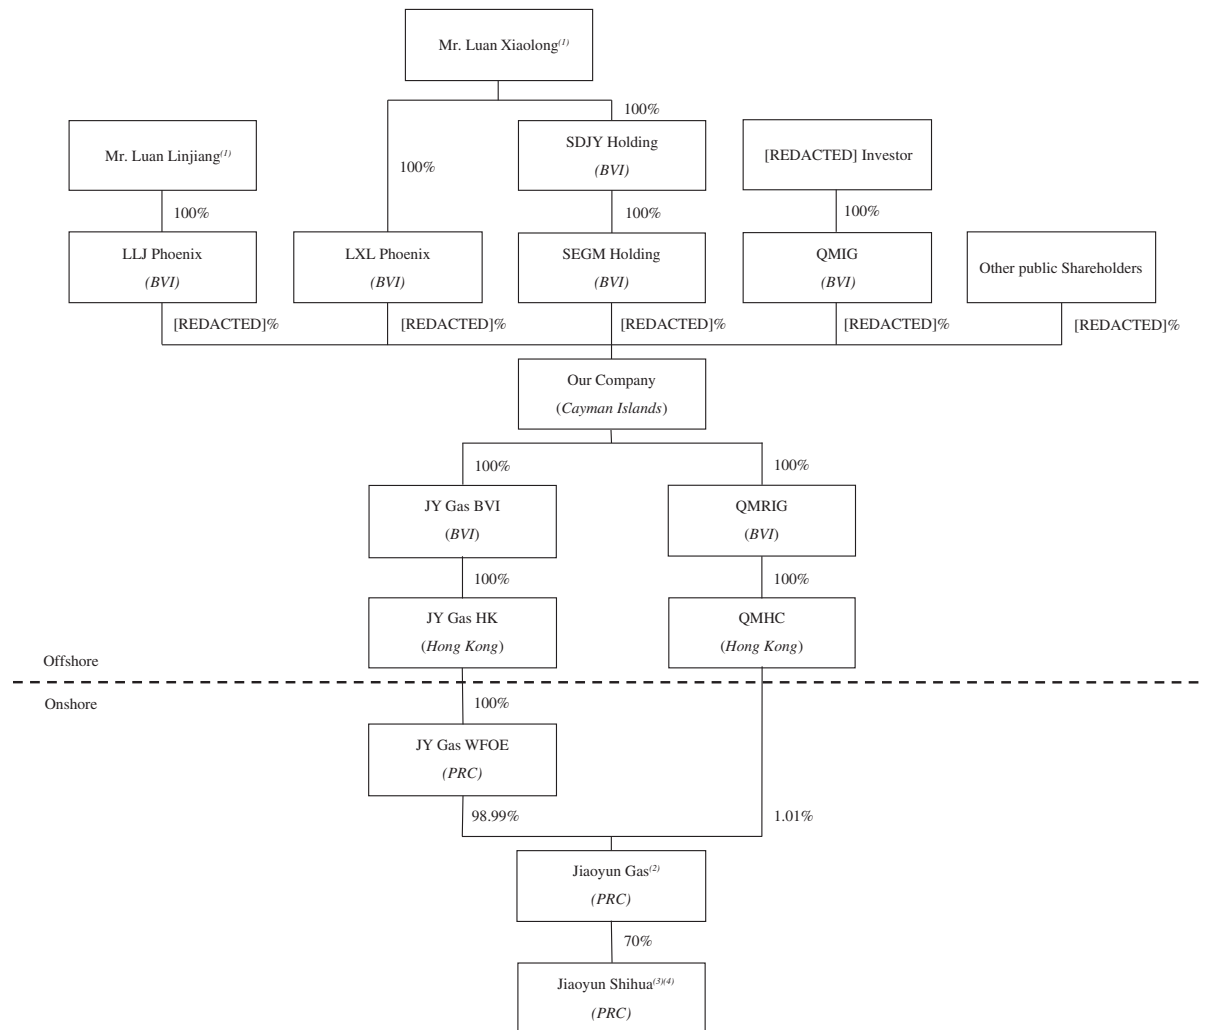 Mr. Luan Xiaolong(1)
100%
Mr. Luan Linjiang(1)
100%
SDJY Holding
(BVI)
[REDACTED] Investor
100%
100%
100%
LLJ Phoenix
(BVI)
LXL Phoenix
(BVI)
SEGM Holding
(BVI)
QMIG
(BVI)
Other public Shareholders
[REDACTED]%
[REDACTED]%
[REDACTED]%
[REDACTED]%
[REDACTED]%
Our Company
(Cayman Islands)
100%
100%
JY Gas BVI
(BVI)
QMRIG
(BVI)
100%
100%
JY Gas HK
(Hong Kong)
QMHC
(Hong Kong)
Offshore
Onshore
100%
JY Gas WFOE
(PRC)
98.99%
1.01%
Jiaoyun Gas(2)
(PRC)
70%
Jiaoyun Shihua(3)(4)
(PRC)